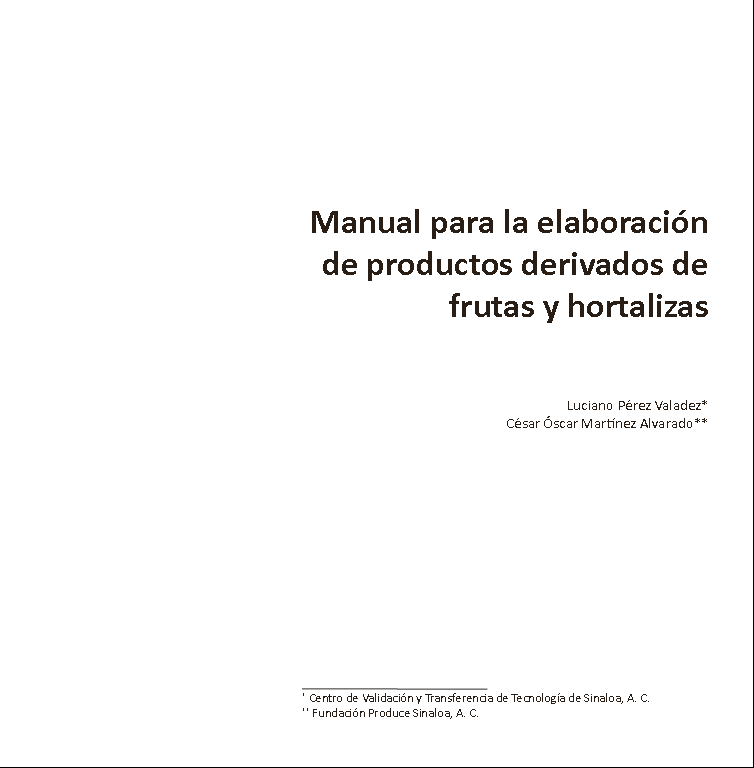 Manual para la elaboración
de productos derivados de
frutas y hortalizas
Luciano Pérez Valadez*
César Óscar Martínez Alvarado**
* Centro de Validación y Transferencia de Tecnología de Sinaloa, A. C.
** Fundación Produce Sinaloa, A. C.